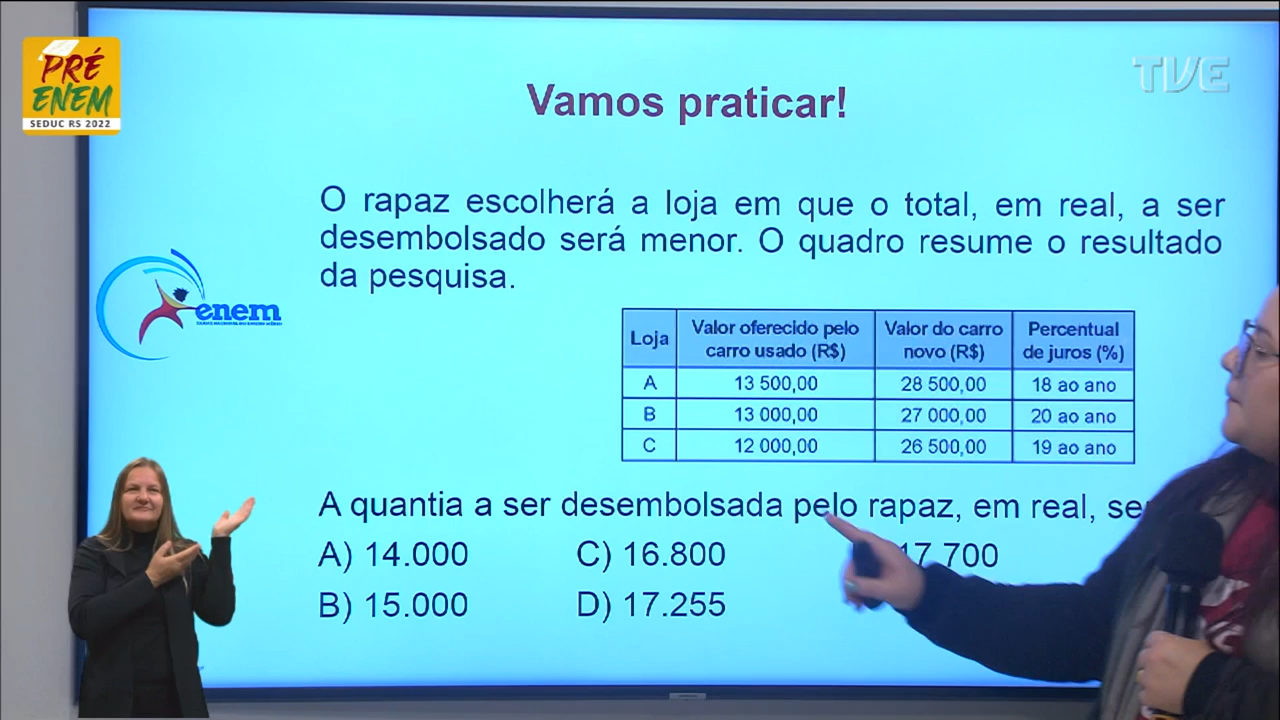 PRÉ
ENEM
SEDUC RS 2022
TVE
Vamos praticar!
O rapaz escolherá a loja em que o total, em real, a ser
desembolsado será menor. O quadro resume o resultado
da pesquisa.
enem
Loja Valor oferecido pelo carro usado (R$) Valor do carro novo (R$) Percentual de juros (%)
A 13 500,00 28 500,00 18 ao ano
B 13 000,00 27 000,00 20 ao ano
C 12 000,00 26 500,00 19 ao ano
A quantia a ser desembolsada pelo rapaz, em real, se
A) 14.000 C) 16.800 17.700
B) 15.000 D) 17.255